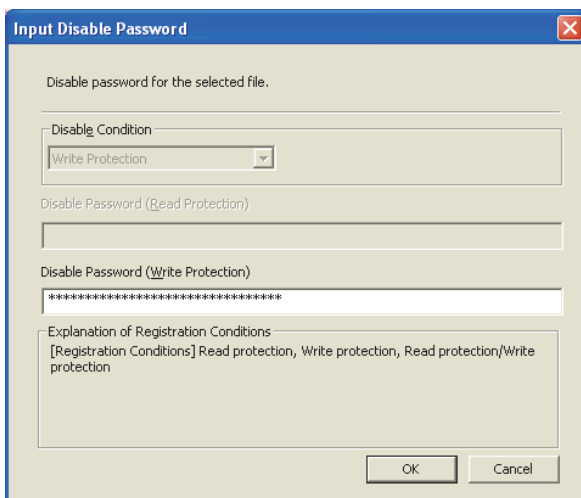 Input Disable Password
Disable password for the selected file.
Disable Condition
Write Protection
Disable Password (Read Protection)
Disable Password (Write Protection)
********************************
Explanation of Registration Conditions
[Registration Conditions] Read protection, Write protection, Read protection/Write
protection
OK
Cancel